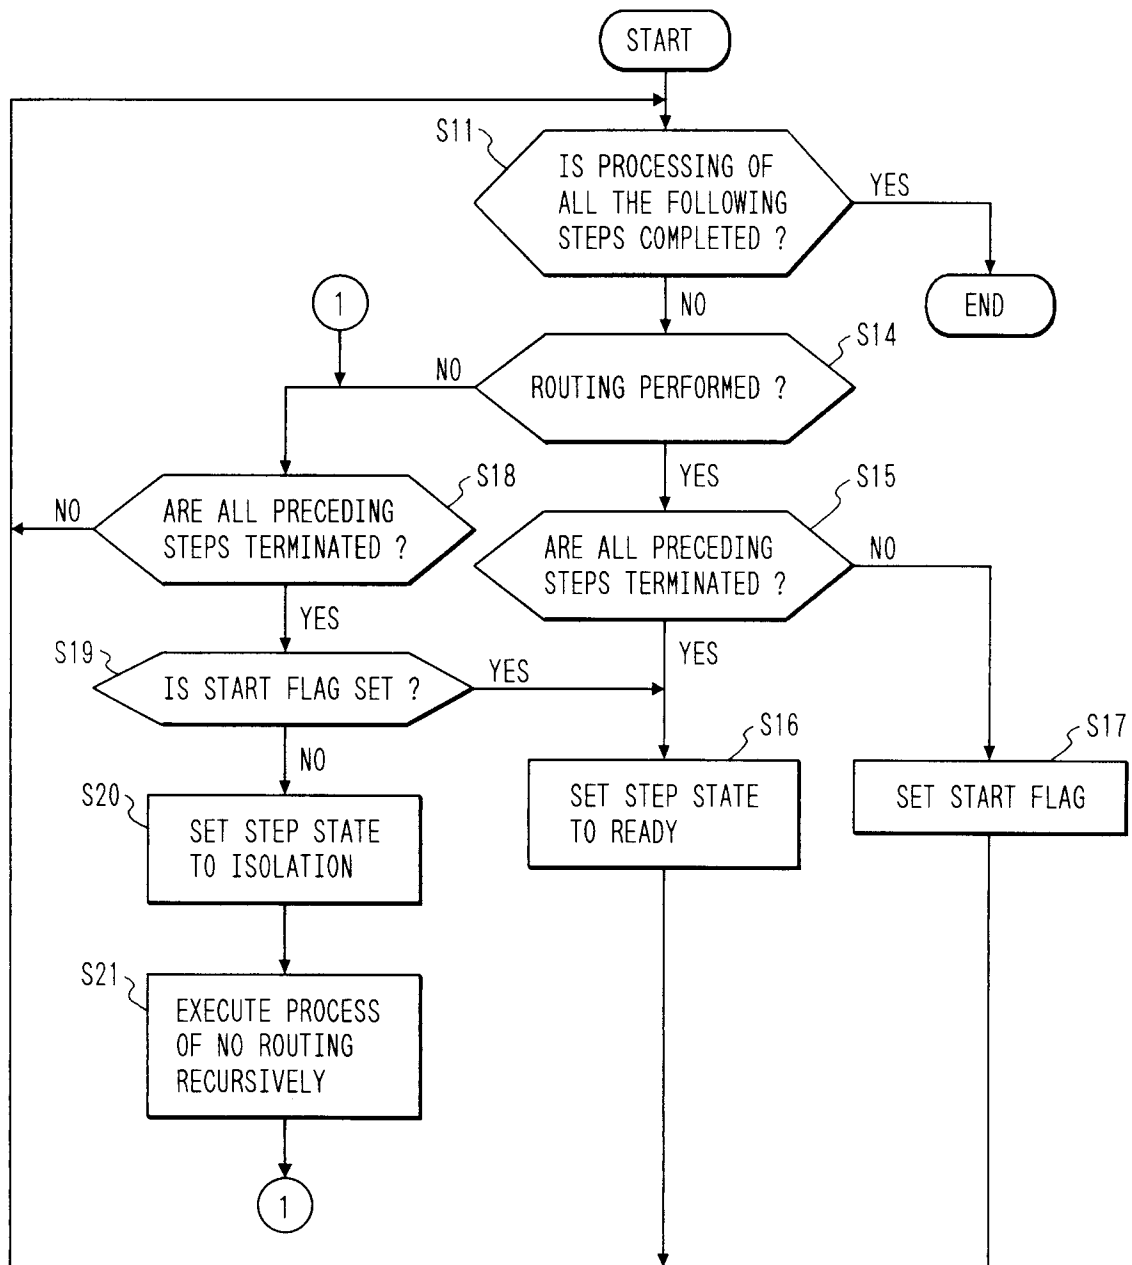 START
S11
IS PROCESSING OF
ALL THE FOLLOWING
STEPS COMPLETED ?
YES
END
NO
1
S14
ROUTING PERFORMED ?
NO
YES
S18
ARE ALL PRECEDING
STEPS TERMINATED ?
NO
YES
S15
ARE ALL PRECEDING
STEPS TERMINATED ?
NO
YES
S19
IS START FLAG SET ?
YES
NO
S16
SET STEP STATE
TO READY
S17
SET START FLAG
S20
SET STEP STATE
TO ISOLATION
S21
EXECUTE PROCESS
OF NO ROUTING
RECURSIVELY
1